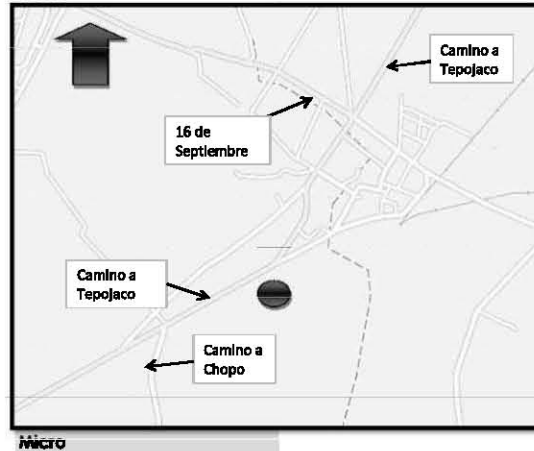 Camino a
Tepojaco
16 de
Septiembre
Camino a
Tepojaco
Camino a
Chopo
Micro